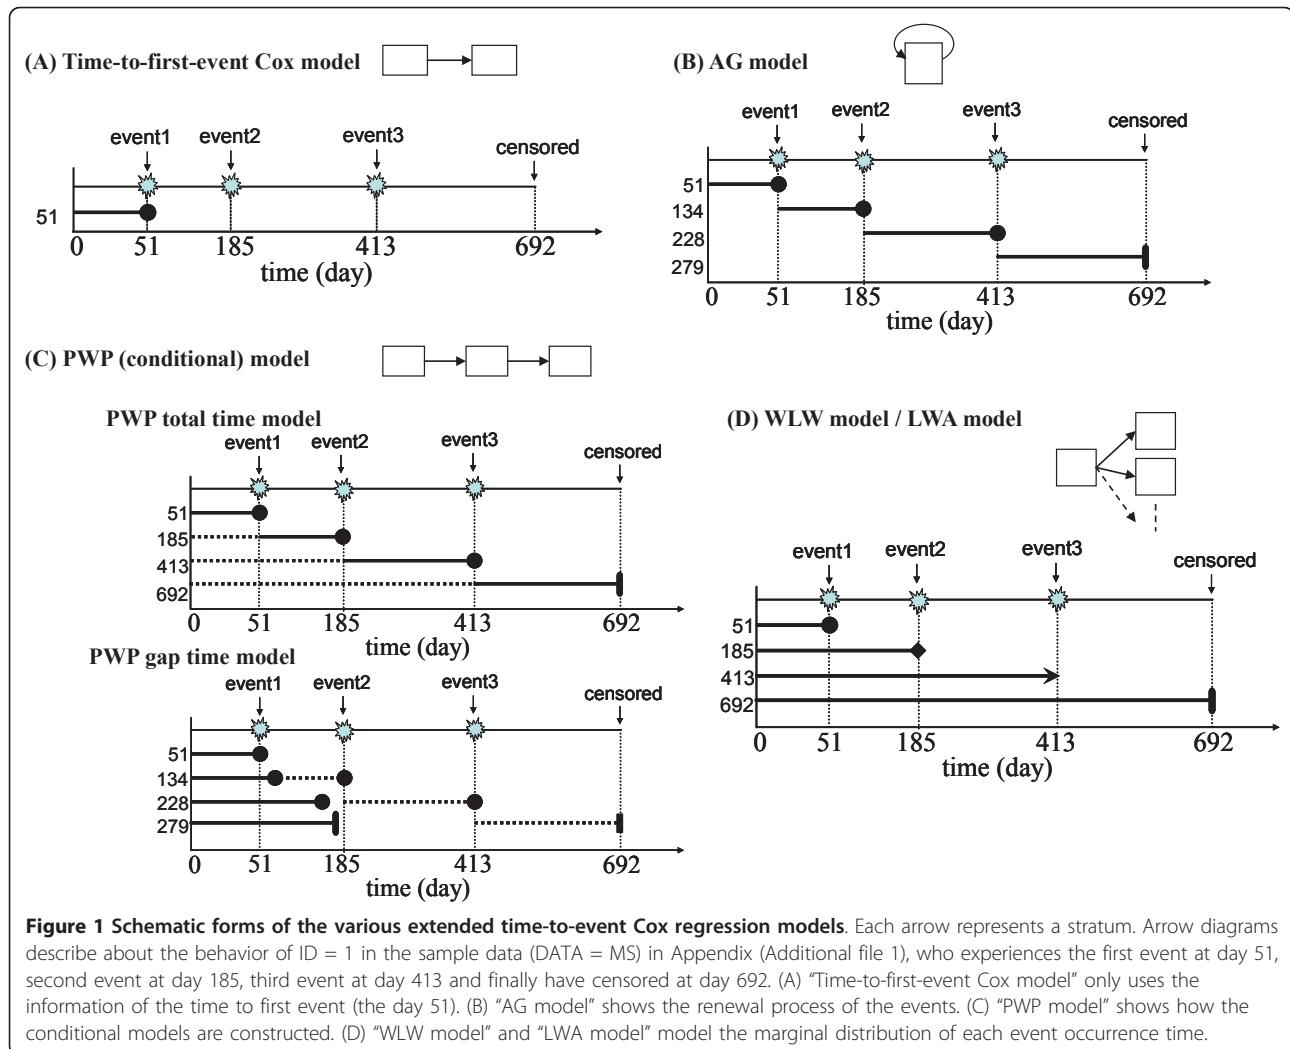 (A) Time-to-first-event Cox model
event1 event2 event3 censored
51
0 51 185 413 692
time (day)
(B) AG model
event1 event2 event3 censored
51
134
228
279
0 51 185 413 692
time (day)
(C) PWP (conditional) model
PWP total time model
event1 event2 event3 censored
51
185
413
692
0 51 185 413 692
time (day)
PWP gap time model
event1 event2 event3 censored
51
134
228
279
0 51 185 413 692
time (day)
(D) WLW model / LWA model
event1 event2 event3 censored
51
185
413
692
0 51 185 413 692
time (day)
Figure 1 Schematic forms of the various extended time-to-event Cox regression models. Each arrow represents a stratum. Arrow diagrams
describe about the behavior of ID = 1 in the sample data (DATA = MS) in Appendix (Additional file 1), who experiences the first event at day 51,
second event at day 185, third event at day 413 and finally have censored at day 692. (A) "Time-to-first-event Cox model" only uses the
information of the time to first event (the day 51). (B) "AG model" shows the renewal process of the events. (C) "PWP model" shows how the
conditional models are constructed. (D) "WLW model" and "LWA model" model the marginal distribution of each event occurrence time.